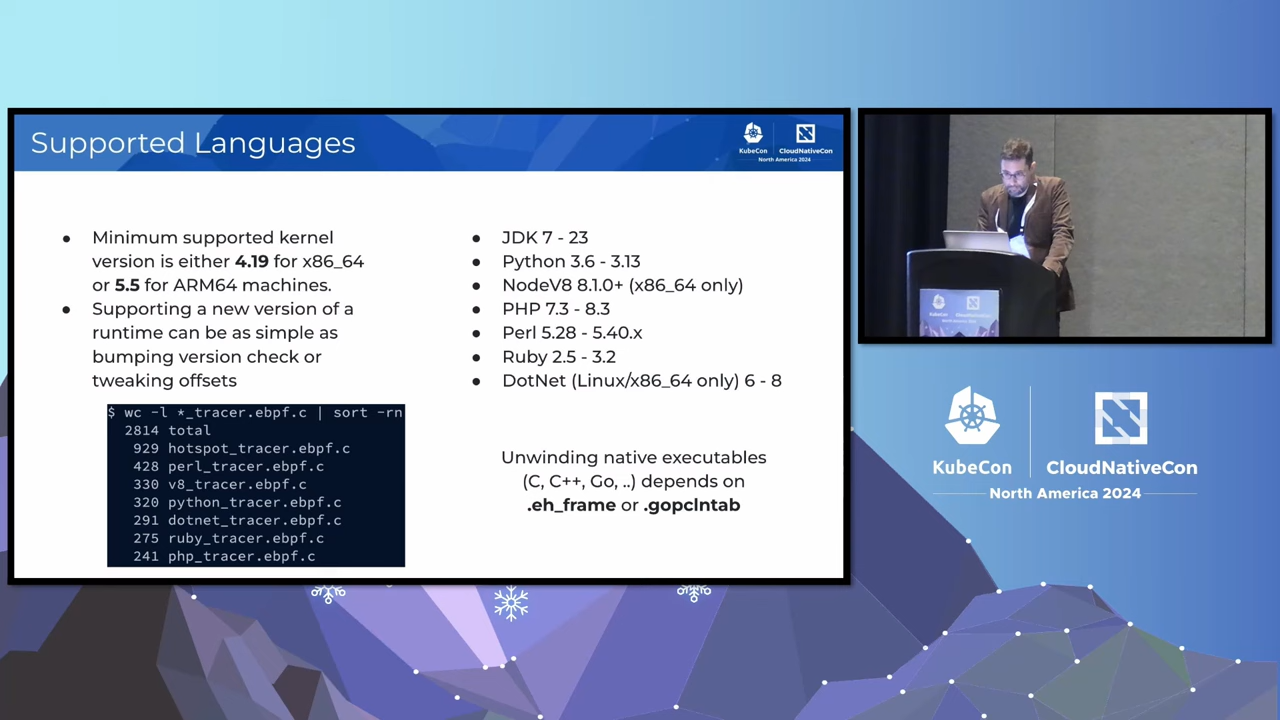 Supported Languages
KubeCon
CloudNativeCon
North America 2024
● Minimum supported kernel
version is either 4.19 for x86_64
or 5.5 for ARM64 machines.
● Supporting a new version of a
runtime can be as simple as
bumping version check or
tweaking offsets
$ wc -l *_tracer.ebpf.c | sort -rn
2814 total
929 hotspot_tracer.ebpf.c
428 perl_tracer.ebpf.c
330 v8_tracer.ebpf.c
320 python_tracer.ebpf.c
291 dotnet_tracer.ebpf.c
275 ruby_tracer.ebpf.c
241 php_tracer.ebpf.c
● JDK 7 - 23
● Python 3.6 - 3.13
● NodeV8 8.1.0+ (x86_64 only)
● PHP 7.3 - 8.3
● Perl 5.28 - 5.40.x
● Ruby 2.5 - 3.2
● DotNet (Linux/x86_64 only) 6 - 8
Unwinding native executables
(C, C++, Go, ..) depends on
.eh_frame or .gopclntab
KubeCon
CloudNativeCon
North America 2024